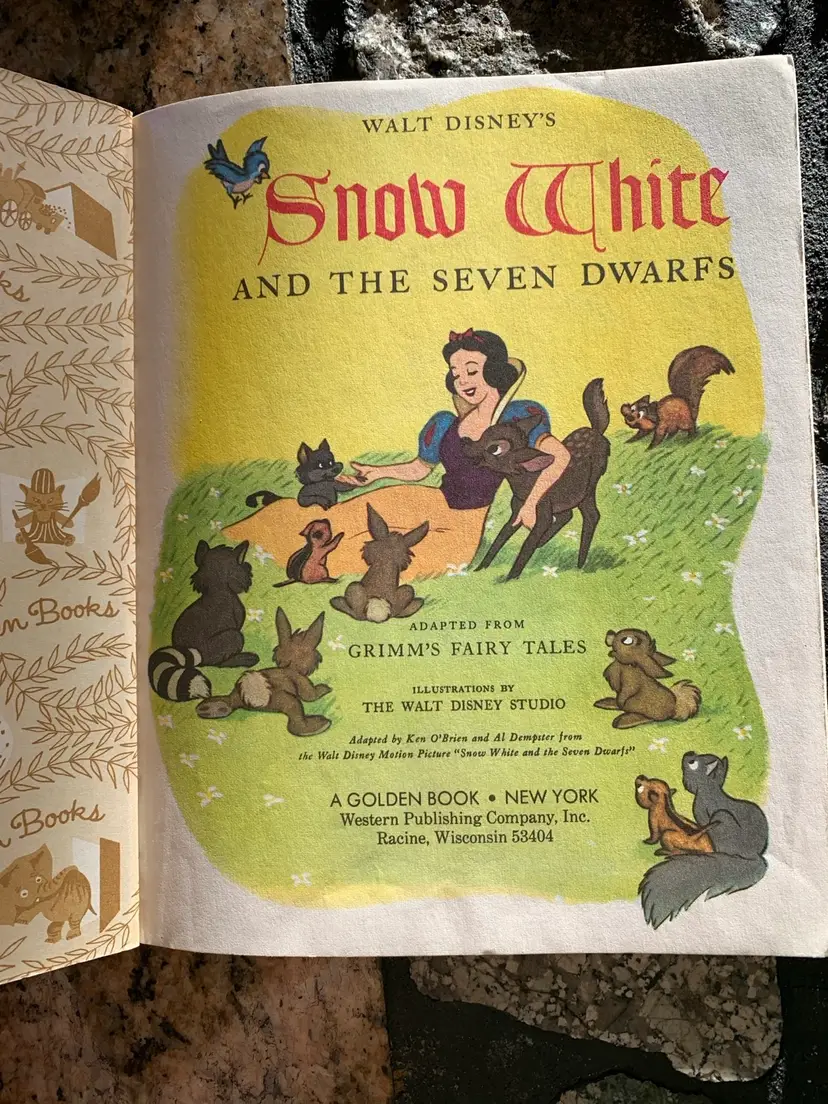 WALT DISNEY'S
Snow White
AND THE SEVEN DWARFS
ADAPTED FROM
GRIMM'S FAIRY TALES
ILLUSTRATIONS BY
THE WALT DISNEY STUDIO
Adapted by Ken O'Brien and Al Dempster from
the Walt Disney Motion Picture "Snow White and the Seven Dwarfs"
A GOLDEN BOOK • NEW YORK
Western Publishing Company, Inc.
Racine, Wisconsin 53404
Books
Books